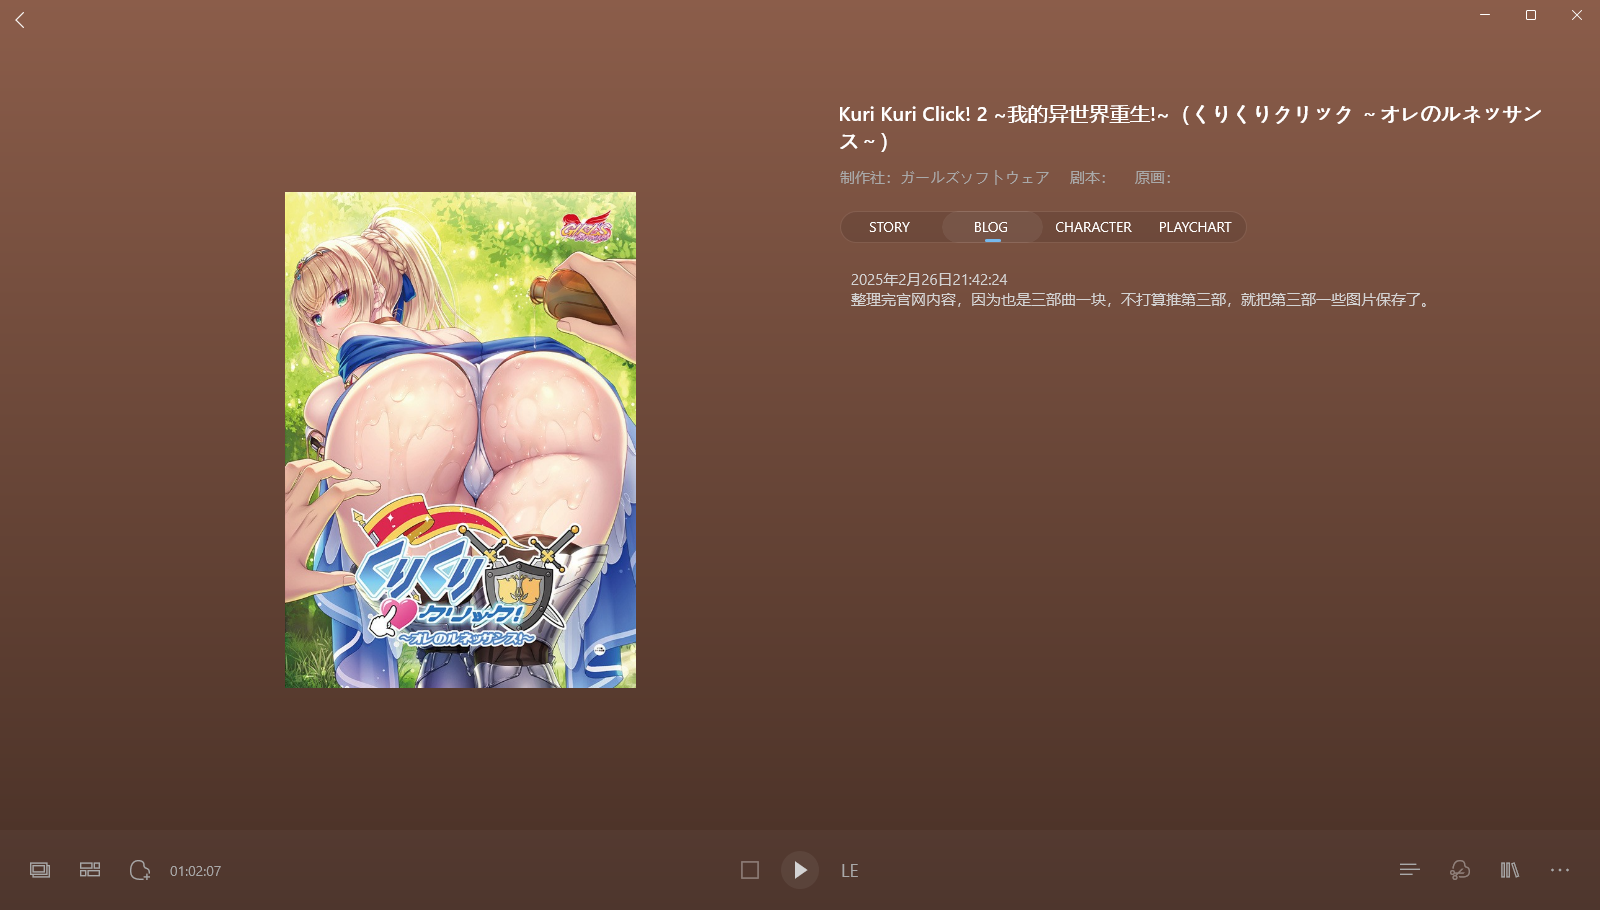 Kuri Kuri Click! 2 ~我的异世界重生!~（くりくりクリック ～オレのルネッサン
ス～）
制作社：ガールズソフトウェア 剧本： 原画：
STORY BLOG CHARACTER PLAYCHART
2025年2月26日21:42:24
整理完官网内容，因为也是三部曲一块，不打算推第三部，就把第三部一些图片保存了。
GIRLS
くりくり
クリック!
～オレのルネッサンス!～
01:02:07
LE